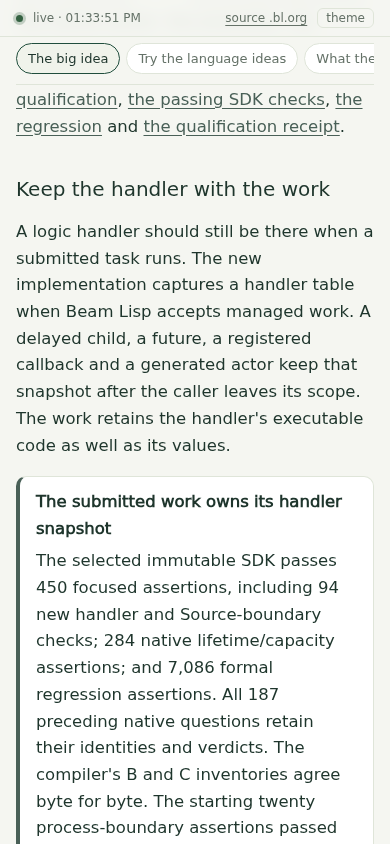 live · 01:33:51 PM
source .bl.org
theme
The big idea
Try the language ideas
What the
qualification, the passing SDK checks, the
regression and the qualification receipt.
Keep the handler with the work
A logic handler should still be there when a
submitted task runs. The new
implementation captures a handler table
when Beam Lisp accepts managed work. A
delayed child, a future, a registered
callback and a generated actor keep that
snapshot after the caller leaves its scope.
The work retains the handler's executable
code as well as its values.
The submitted work owns its handler
snapshot
The selected immutable SDK passes
450 focused assertions, including 94
new handler and Source-boundary
checks; 284 native lifetime/capacity
assertions; and 7,086 formal
regression assertions. All 187
preceding native questions retain
their identities and verdicts. The
compiler's B and C inventories agree
byte for byte. The starting twenty
process-boundary assertions passed